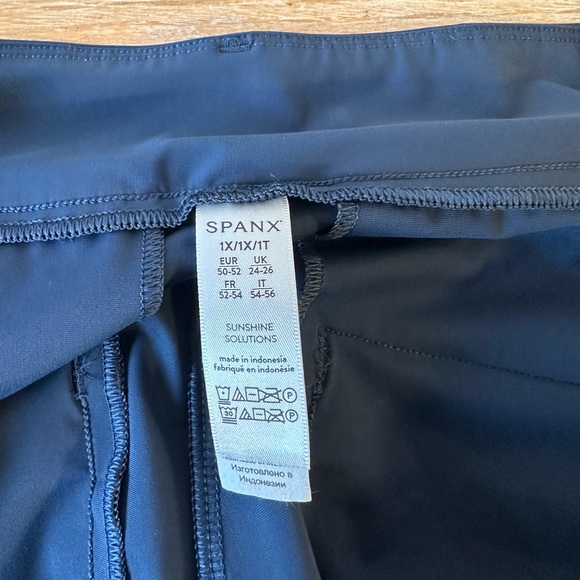 SPANX
1X/1X/1T
EUR UK
50-52 24-26
FR IT
52-54 54-56
SUNSHINE
SOLUTIONS
made in indonesia
fabriqué en indonésie
P
30 P
Изготовлено в
Индонезии